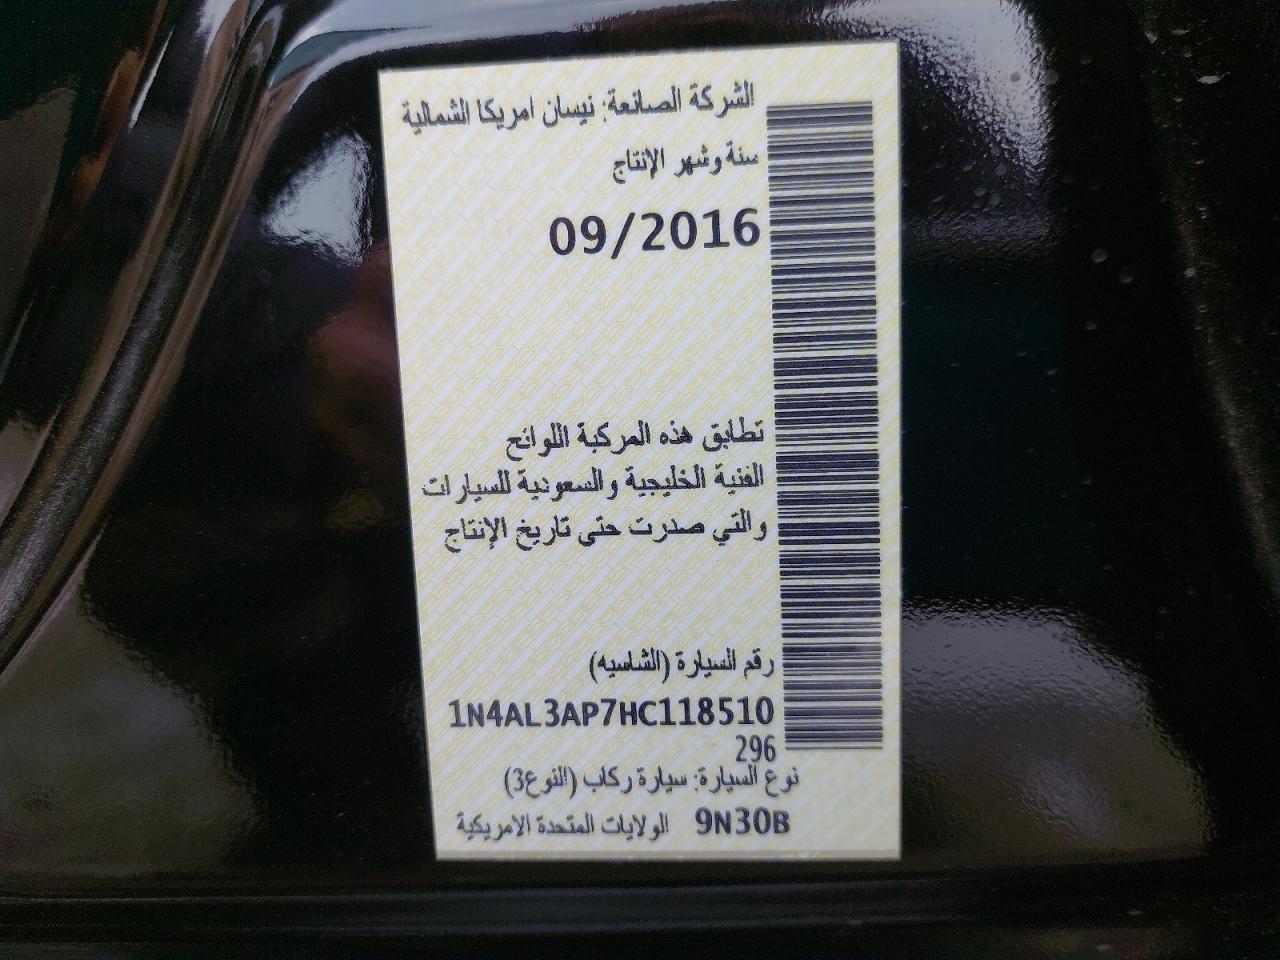 الشركة الصانعة: نيسان امريكا الشمالية
سنة وشهر الإنتاج
09/2016
تطابق هذه المركبة اللوائح
الفنية الخليجية والسعودية للسيارات
والتي صدرت حتى تاريخ الإنتاج
رقم السيارة (الشاسيه)
1N4AL3AP7HC118510
296
نوع السيارة: سيارة ركاب (النوع3)
9N30B الولايات المتحدة الامريكية